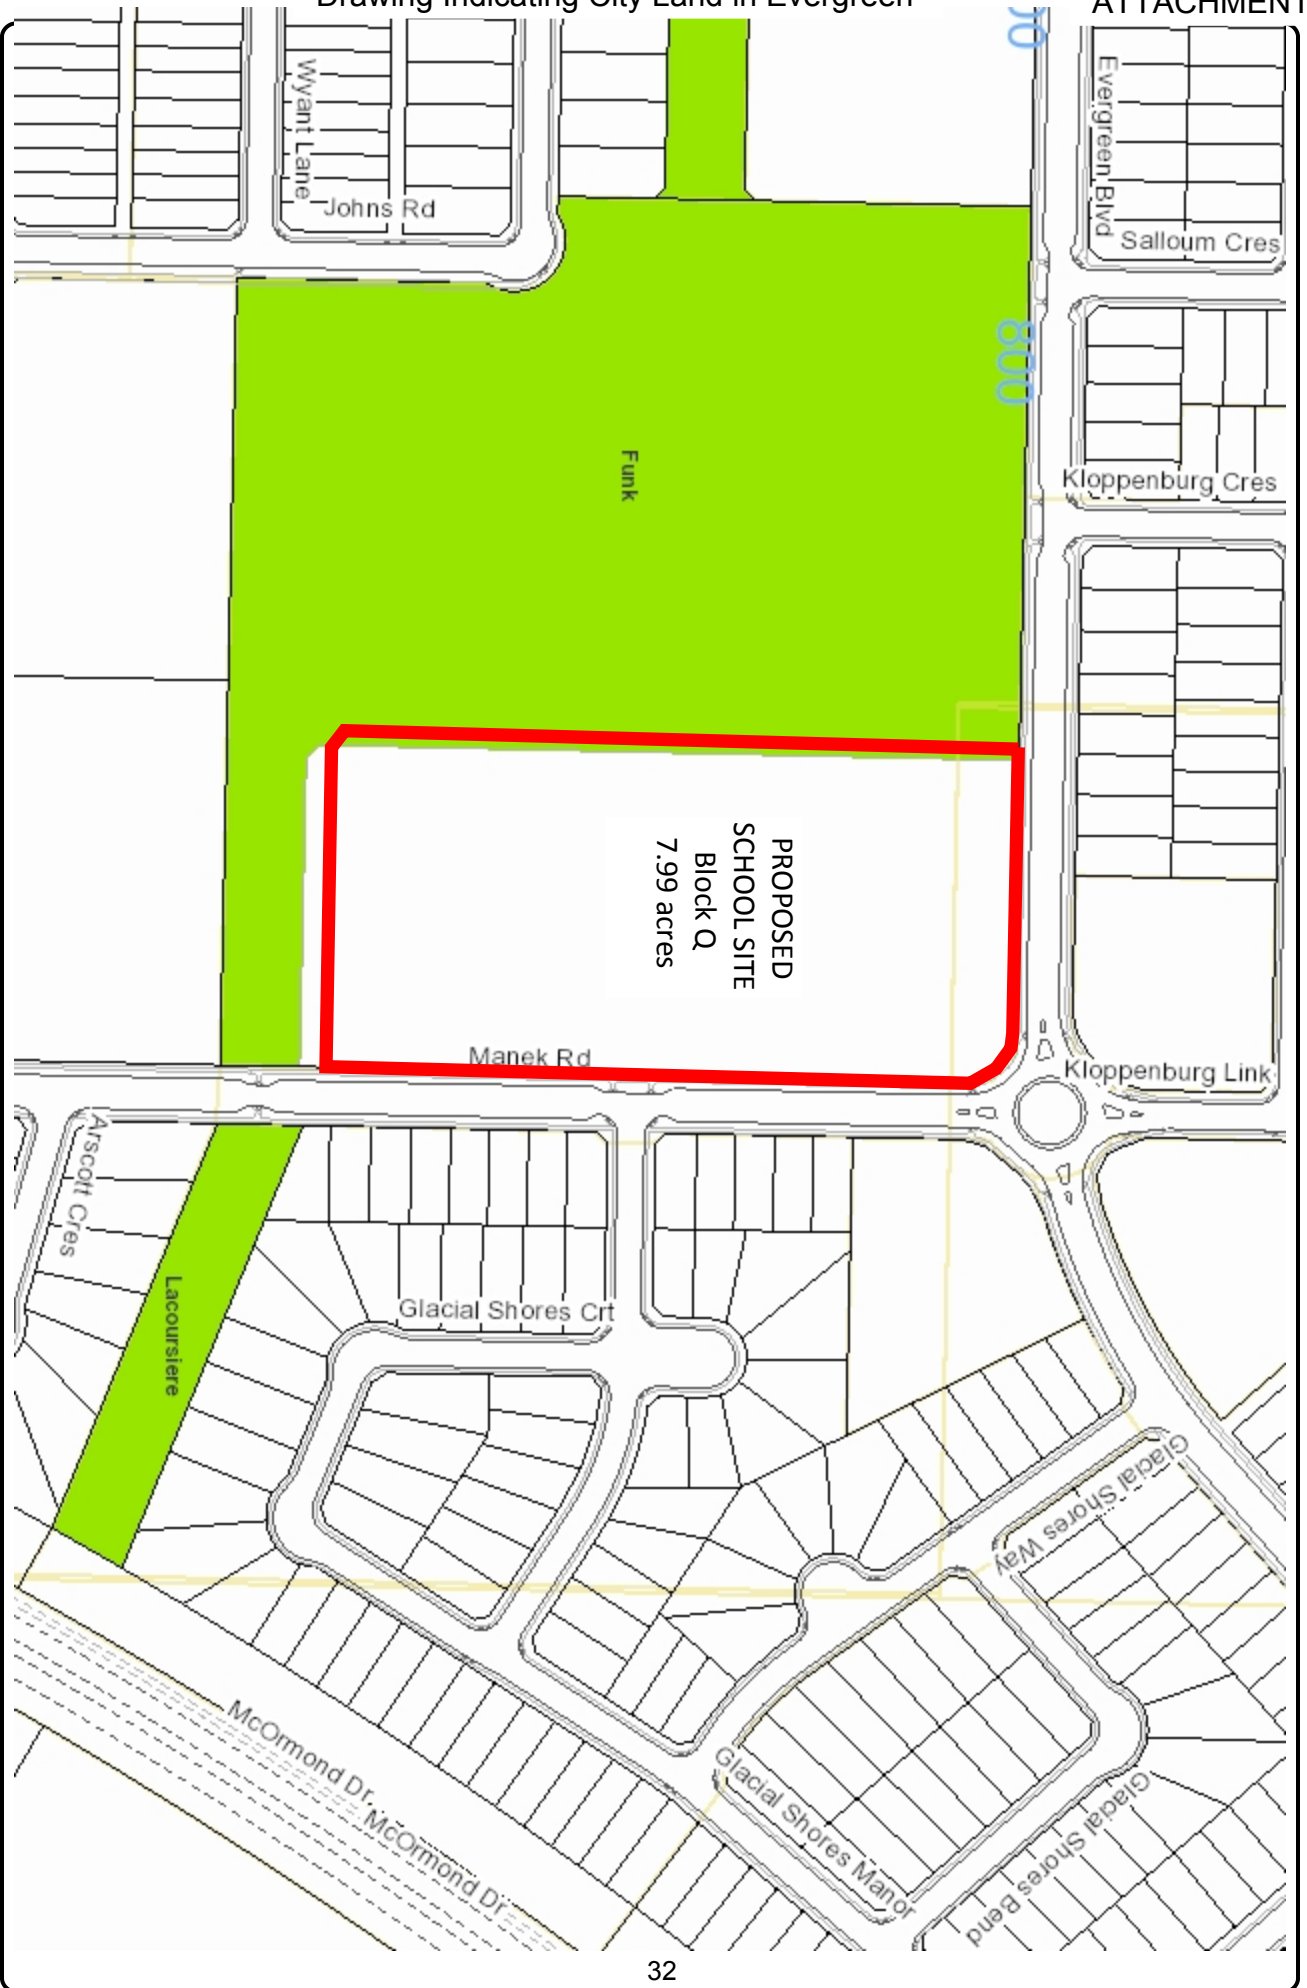 Drawing Indicating City Land in Evergreen
ATTACHMENT
00
Evergreen Blvd
Wyant Lane
Johns Rd
Salloum Cres
800
Funk
Kloppenburg Cres
PROPOSED
SCHOOL SITE
Block Q
7.99 acres
Manek Rd
Kloppenburg Link
Arscott Cres
Lacoursiere
Glacial Shores Crt
Glacial Shores Way
McOrmond Dr
McOrmond Dr
Glacial Shores Manor
Glacial Shores Bend
32